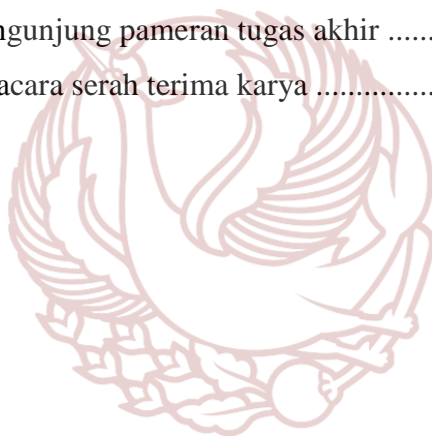 ngunjung pameran tugas akhir ......
acara serah terima karya ...............